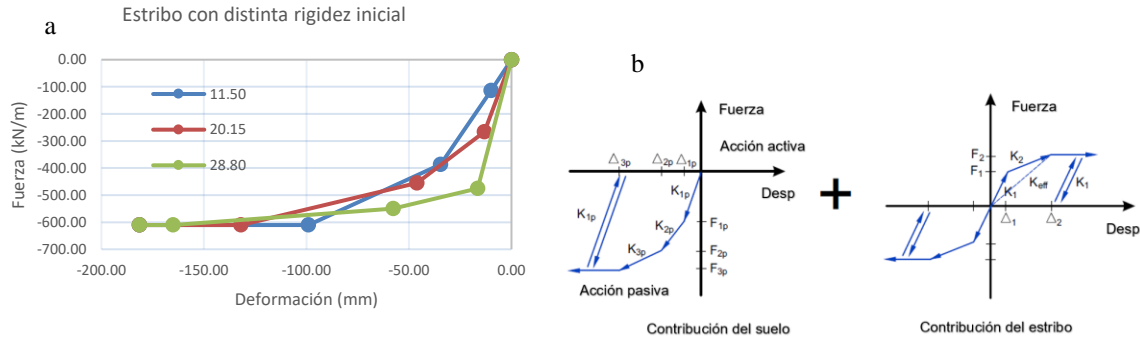 Estribo con distinta rigidez inicial
a
0.00
-100.00
-200.00
-300.00
-400.00
-500.00
-600.00
-700.00
Fuerza (kN/m)
11.50
20.15
28.80
-200.00 -150.00 -100.00 -50.00 0.00
Deformación (mm)
b
Fuerza
Acción activa
Δ3p Δ2p Δ1p
Desp
K1p
K1p
F1p
K2p
K3p
F2p
F3p
Acción pasiva
Contribución del suelo
+
Fuerza
F2
K2
F1
K1
Keff
K1
Δ1 Δ2
Desp
Contribución del estribo